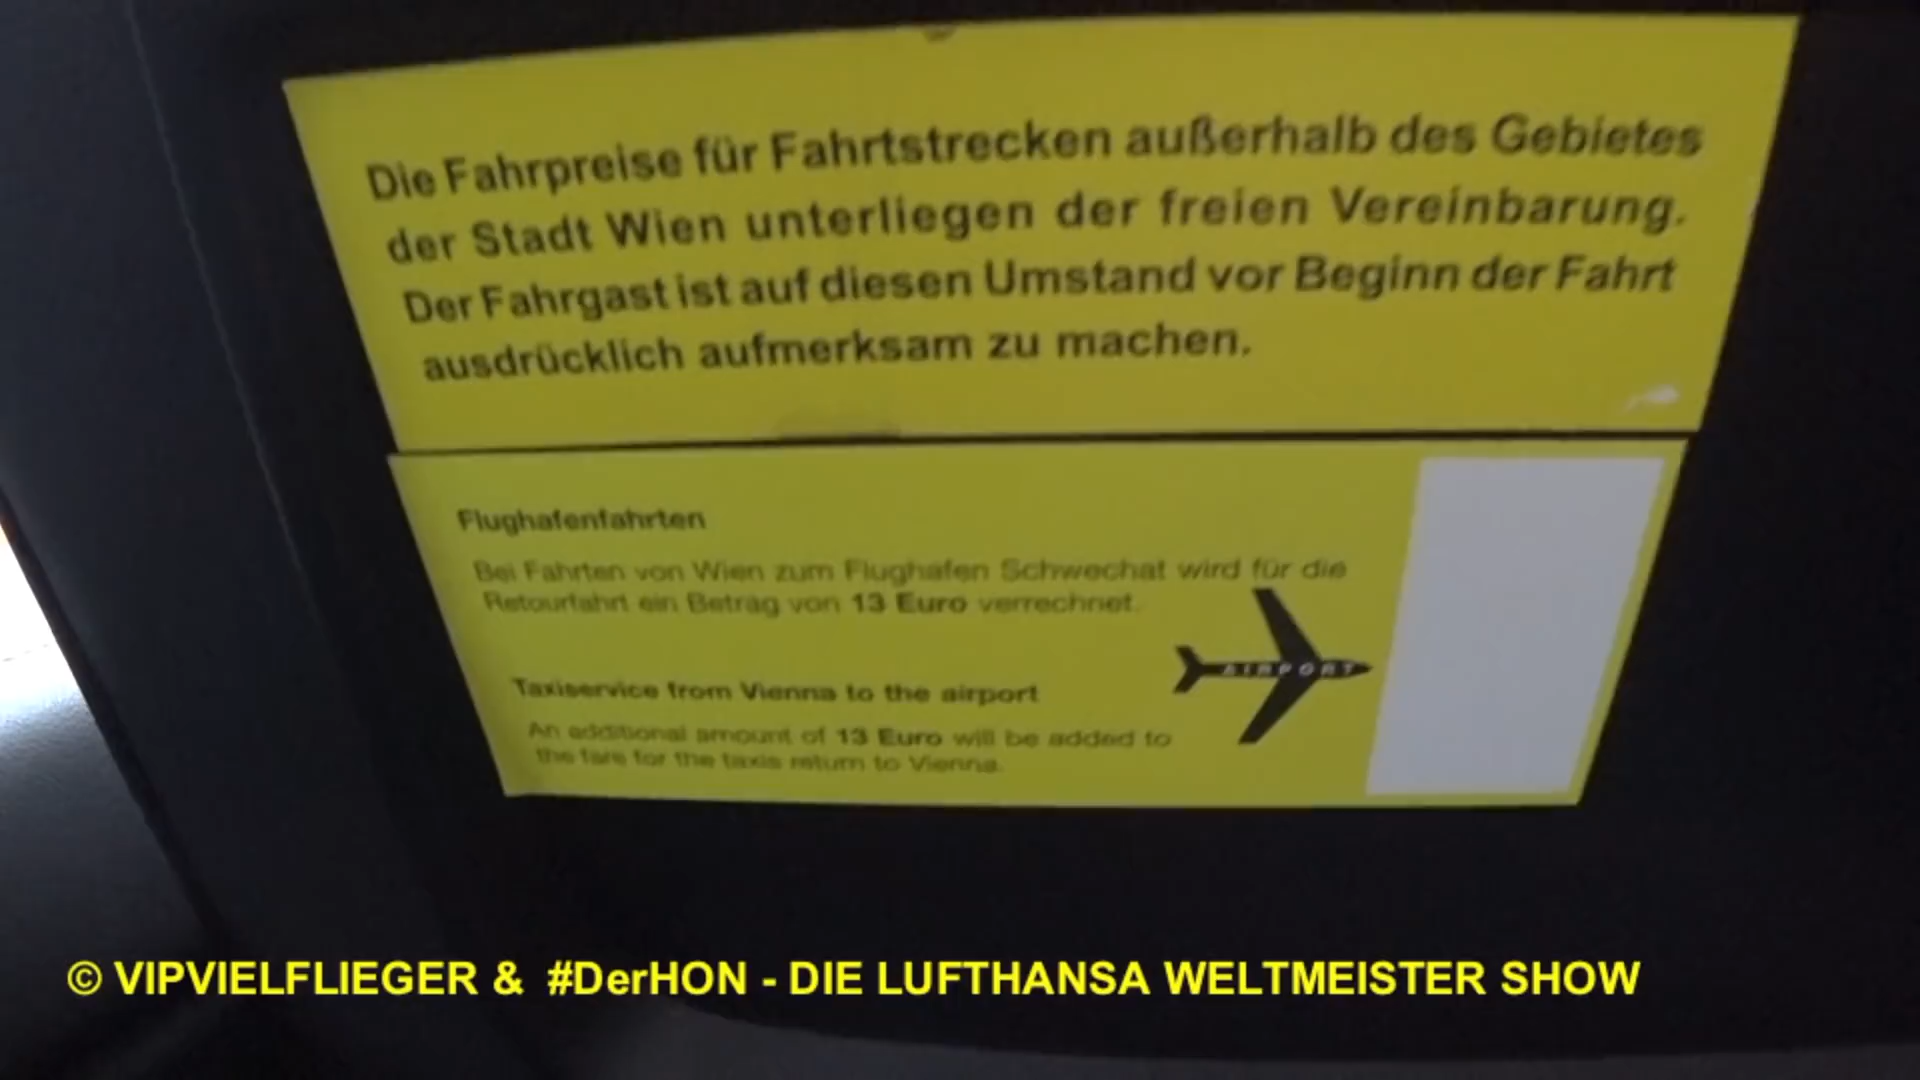 Die Fahrpreise für Fahrtstrecken außerhalb des Gebietes
der Stadt Wien unterliegen der freien Vereinbarung.
Der Fahrgast ist auf diesen Umstand vor Beginn der Fahrt
ausdrücklich aufmerksam zu machen.
Flughafenfahrten
Bei Fahrten von Wien zum Flughafen Schwechat wird für die
Retourfahrt ein Betrag von 13 Euro verrechnet.
AIRPORT
Taxiservice from Vienna to the airport
An additional amount of 13 Euro will be added to
the fare for the taxis return to Vienna.
© VIPVIELFLIEGER & #DerHON - DIE LUFTHANSA WELTMEISTER SHOW